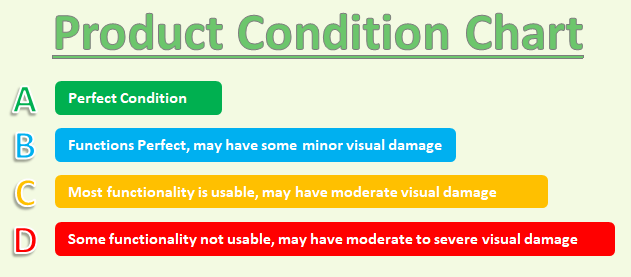 Product Condition Chart
A Perfect Condition
B Functions Perfect, may have some minor visual damage
C Most functionality is usable, may have moderate visual damage
D Some functionality not usable, may have moderate to severe visual damage